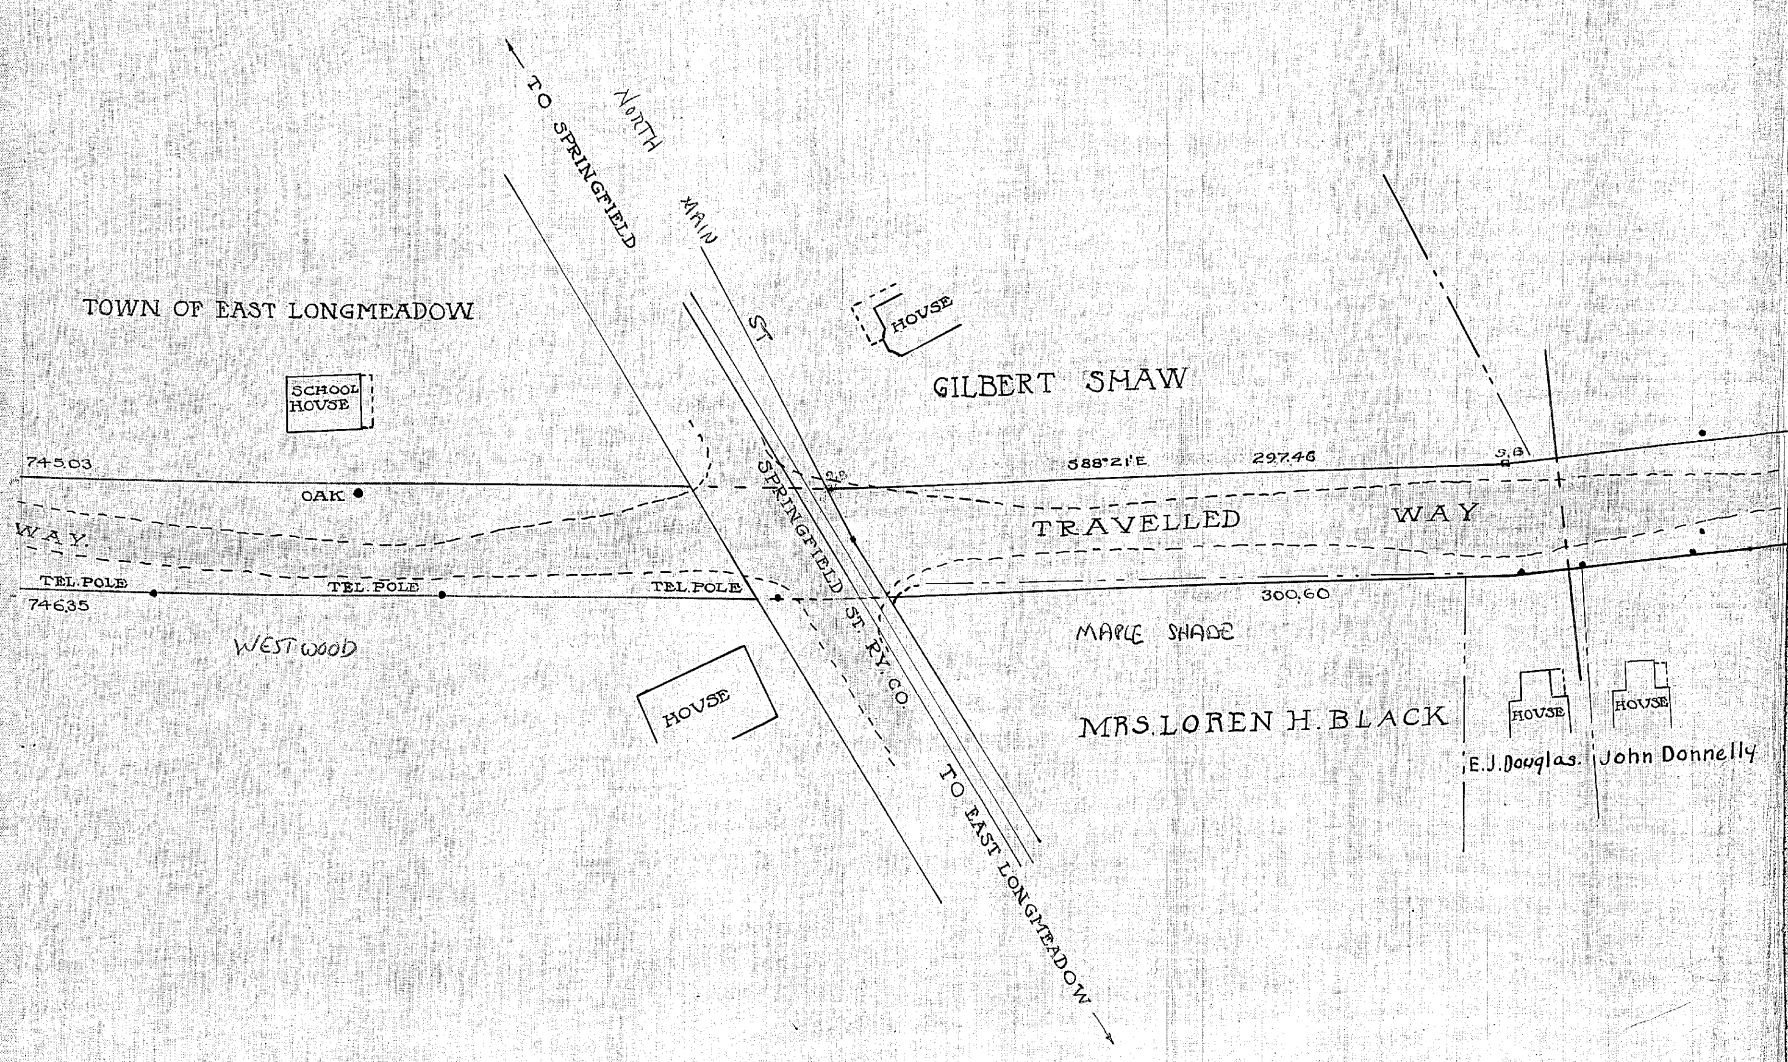 TO SPRINGFIELD
NORTH
MAIN
ST
TOWN OF EAST LONGMEADOW
HOUSE
GILBERT SHAW
SCHOOL
HOUSE
745.03
OAK
S88°21'E
297.46
S.B
SPRINGFIELD ST. RY. CO.
TRAVELLED WAY
WAY.
TEL. POLE
TEL. POLE
TEL. POLE
746.35
300.60
WESTWOOD
MAPLE SHADE
HOUSE
MRS. LOREN H. BLACK
HOUSE
HOUSE
E.J. Douglas.
John Donnelly
TO EAST LONGMEADOW